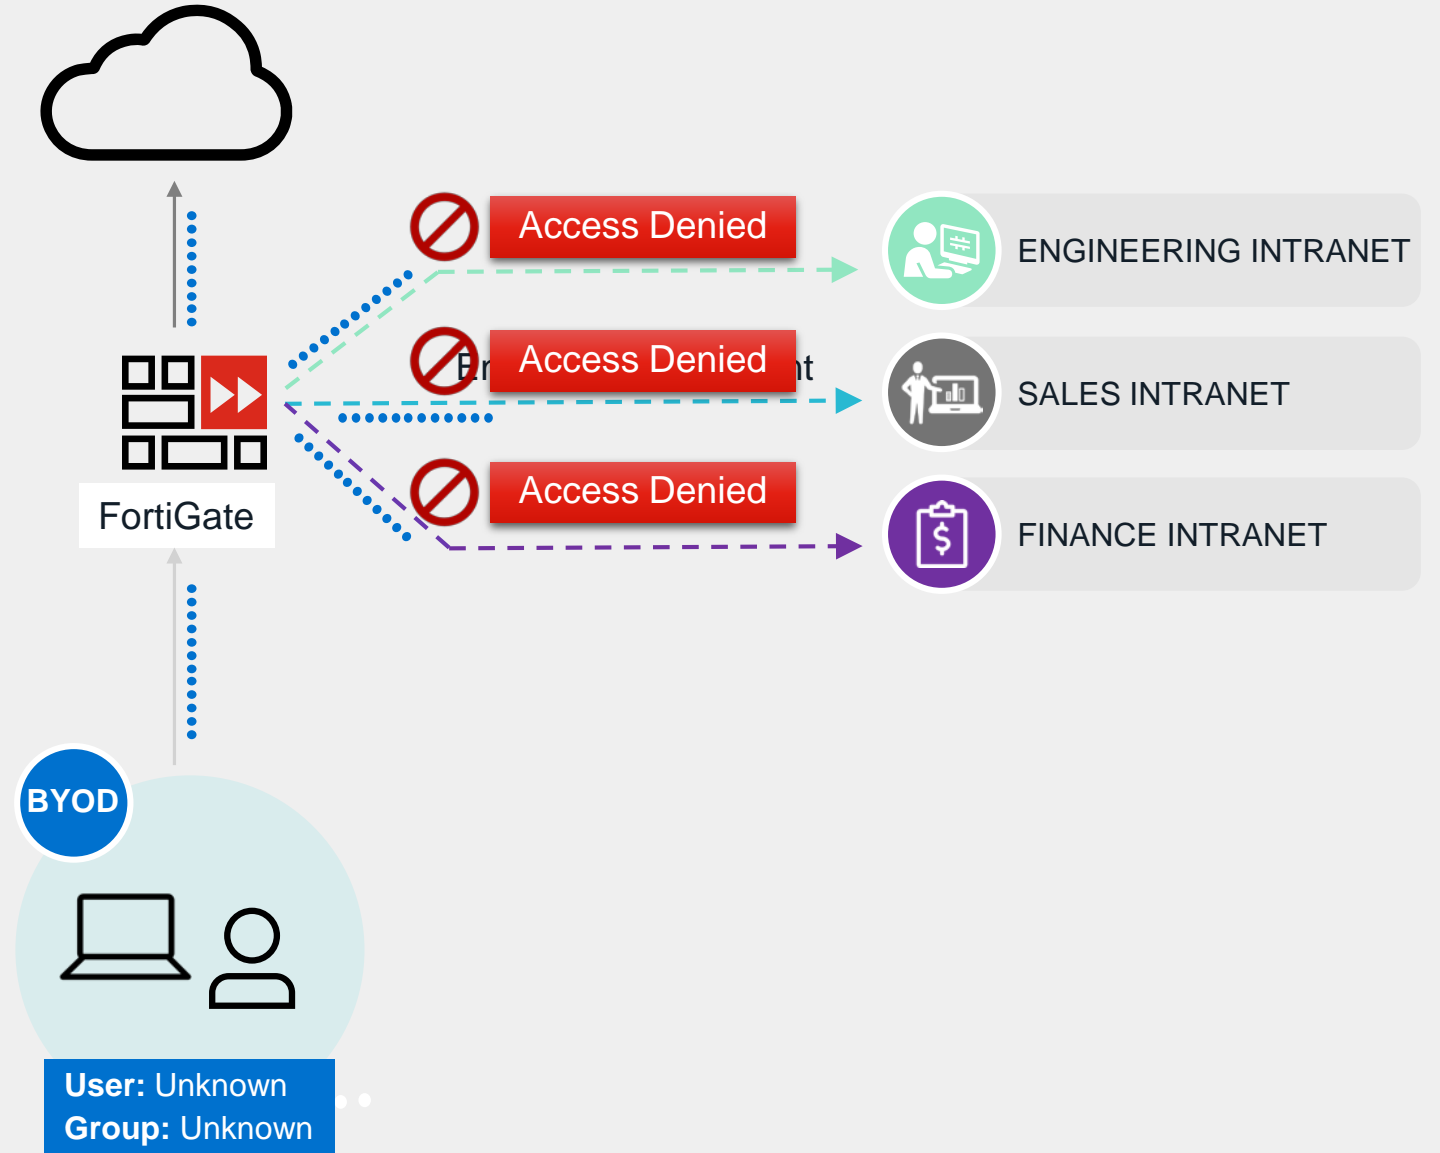 Access Denied
ENGINEERING INTRANET
Access Denied
SALES INTRANET
Access Denied
FINANCE INTRANET
FortiGate
BYOD
User: Unknown
Group: Unknown